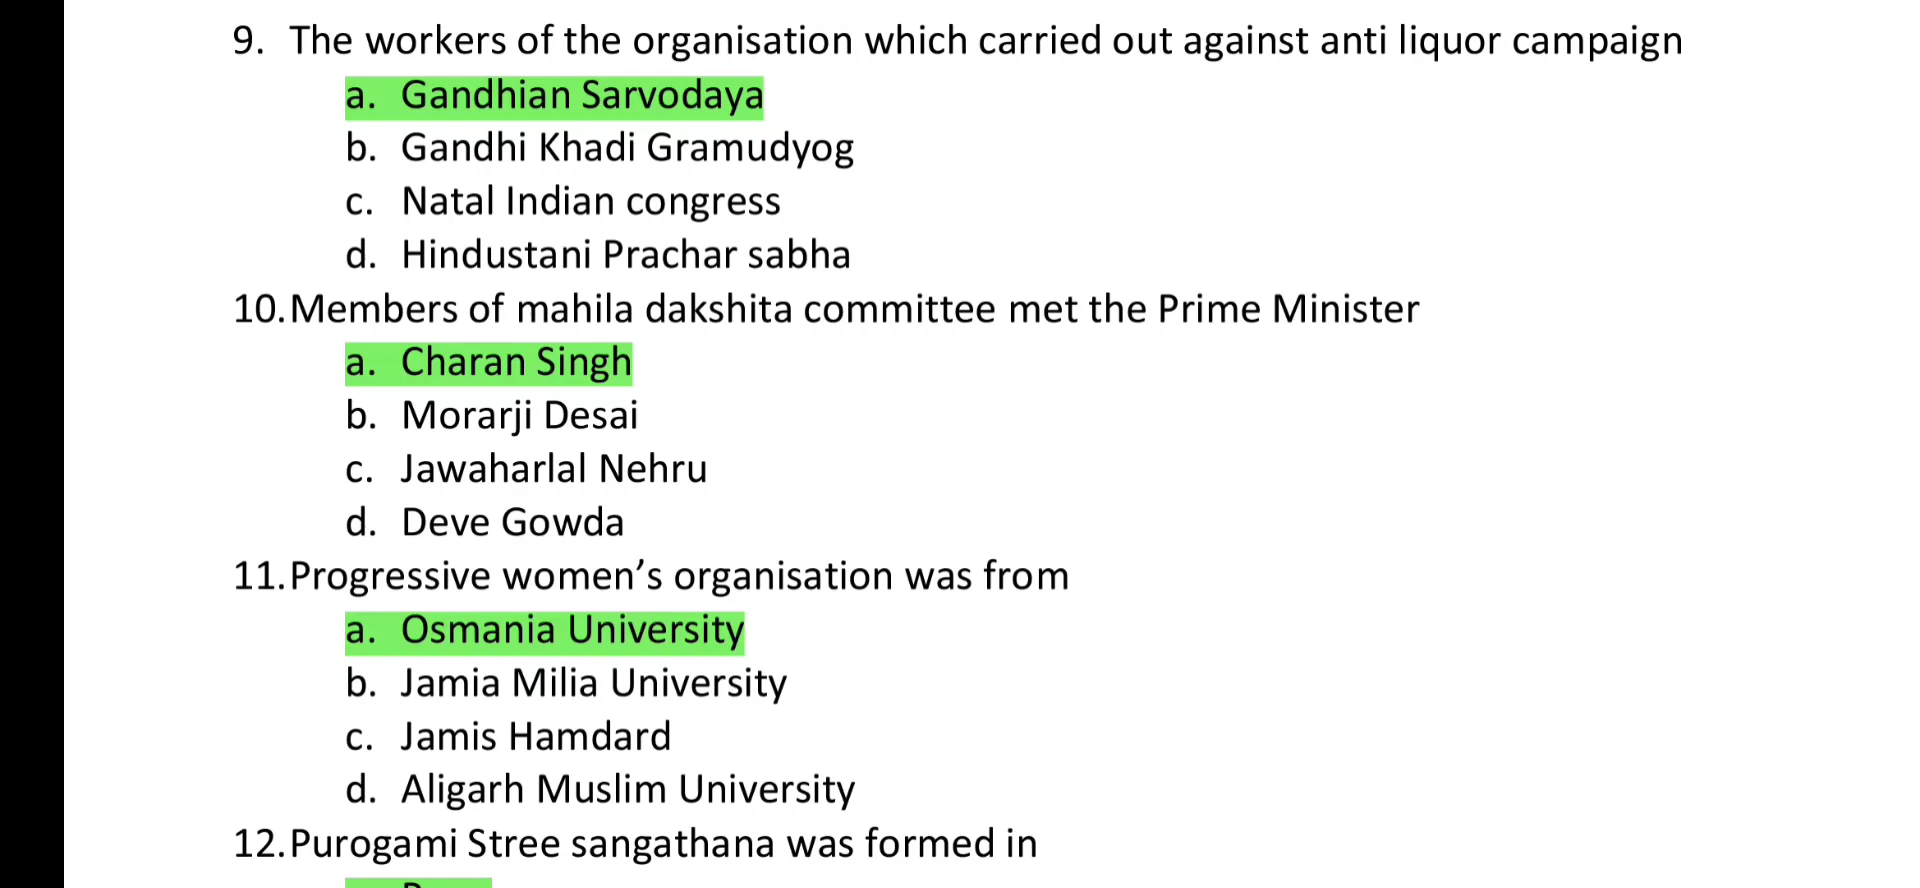 9. The workers of the organisation which carried out against anti liquor campaign
a. Gandhian Sarvodaya
b. Gandhi Khadi Gramudyog
c. Natal Indian congress
d. Hindustani Prachar sabha
10. Members of mahila dakshita committee met the Prime Minister
a. Charan Singh
b. Morarji Desai
c. Jawaharlal Nehru
d. Deve Gowda
11. Progressive women’s organisation was from
a. Osmania University
b. Jamia Milia University
c. Jamis Hamdard
d. Aligarh Muslim University
12. Purogami Stree sangathana was formed in